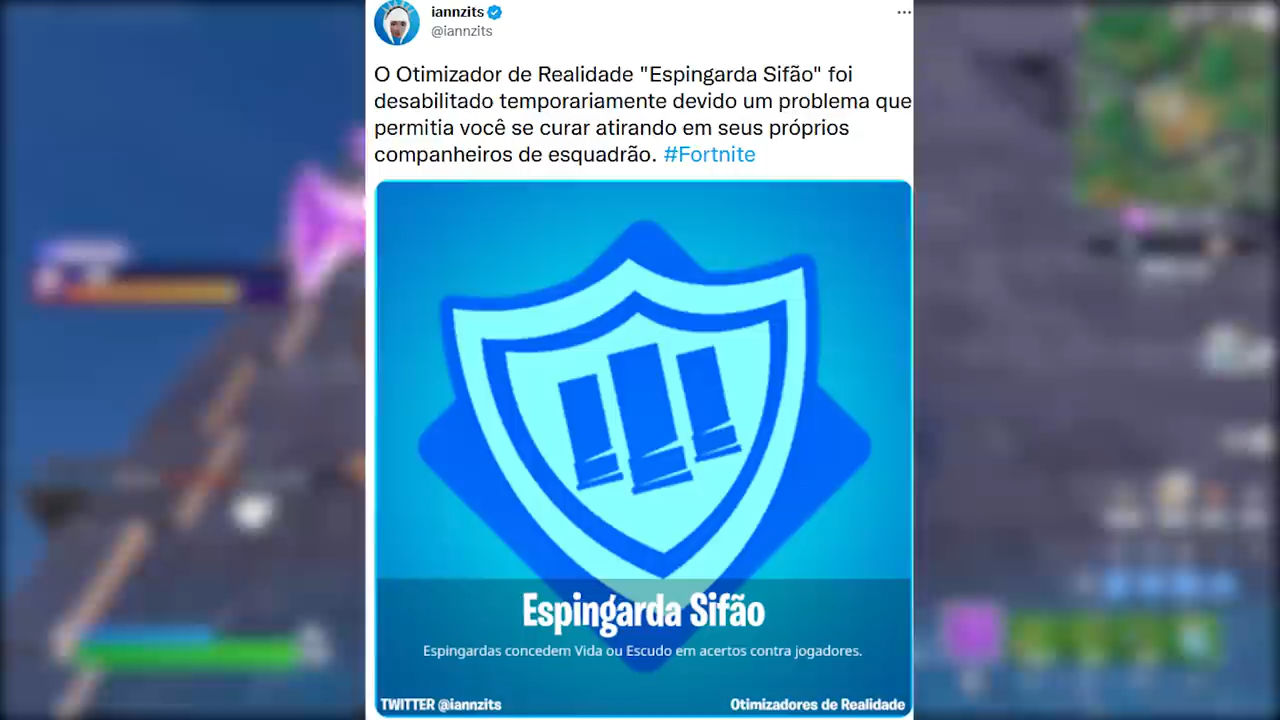 iannzits
@iannzits
O Otimizador de Realidade "Espingarda Sifão" foi
desabilitado temporariamente devido um problema que
permitia você se curar atirando em seus próprios
companheiros de esquadrão. #Fortnite
Espingarda Sifão
Espingardas concedem Vida ou Escudo em acertos contra jogadores.
TWITTER @iannzits
Otimizadores de Realidade